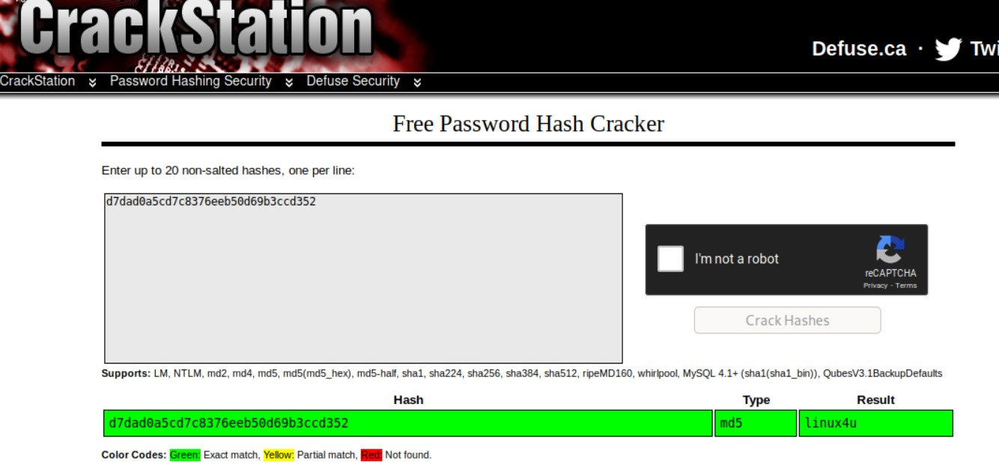 CrackStation
Defuse.ca · Twi
CrackStation Password Hashing Security Defuse Security
Free Password Hash Cracker
Enter up to 20 non-salted hashes, one per line:
d7dad0a5cd7c8376eeb50d69b3ccd352
I'm not a robot
reCAPTCHA
Privacy - Terms
Crack Hashes
Supports: LM, NTLM, md2, md4, md5, md5(md5_hex), md5-half, sha1, sha224, sha256, sha384, sha512, ripeMD160, whirlpool, MySQL 4.1+ (sha1(sha1_bin)), QubesV3.1BackupDefaults
Hash Type Result
d7dad0a5cd7c8376eeb50d69b3ccd352 md5 linux4u
Color Codes: Green: Exact match, Yellow: Partial match, Red: Not found.